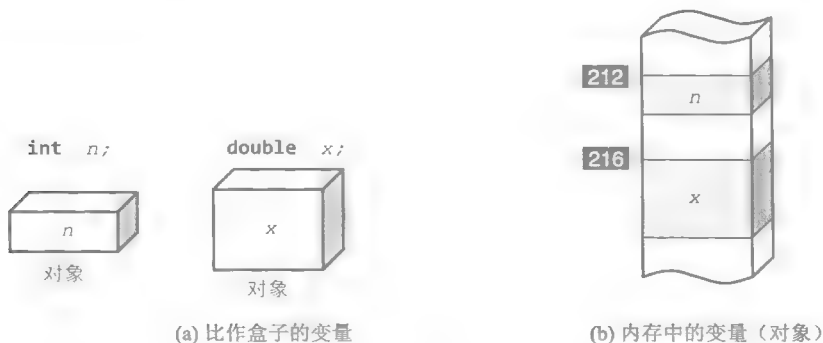 int n;
n
对象
double x;
x
对象
(a) 比作盒子的变量
212
n
216
x
(b) 内存中的变量（对象）